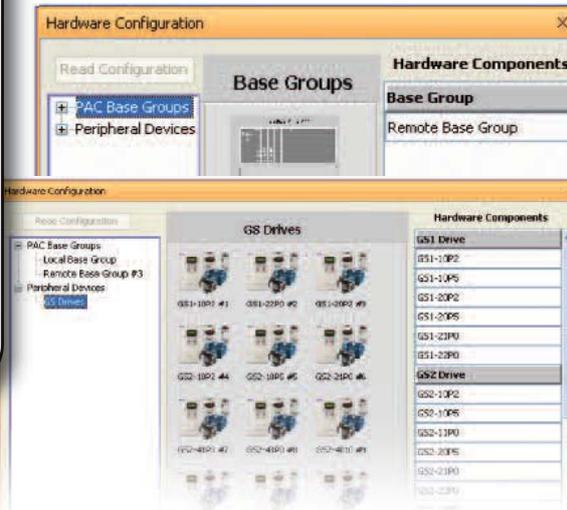 Hardware Configuration
Read Configuration
PAC Base Groups
Peripheral Devices
Base Groups
Hardware Components
Base Group
Remote Base Group
Hardware Configuration
Read Configuration
PAC Base Groups
Local Base Group
Remote Base Group #3
Peripheral Devices
GS Drives
GS Drives
GS1-10P2 #1
GS1-22P0 #2
GS1-20P2 #3
GS2-10P2 #4
GS2-10P5 #5
GS2-21P0 #6
Hardware Components
GS1 Drive
GS1-10P2
GS1-10P5
GS1-20P2
GS1-20P5
GS1-21P0
GS1-22P0
GS2 Drive
GS2-10P2
GS2-10P5
GS2-11P0
GS2-20P5
GS2-21P0
GS2-22P0